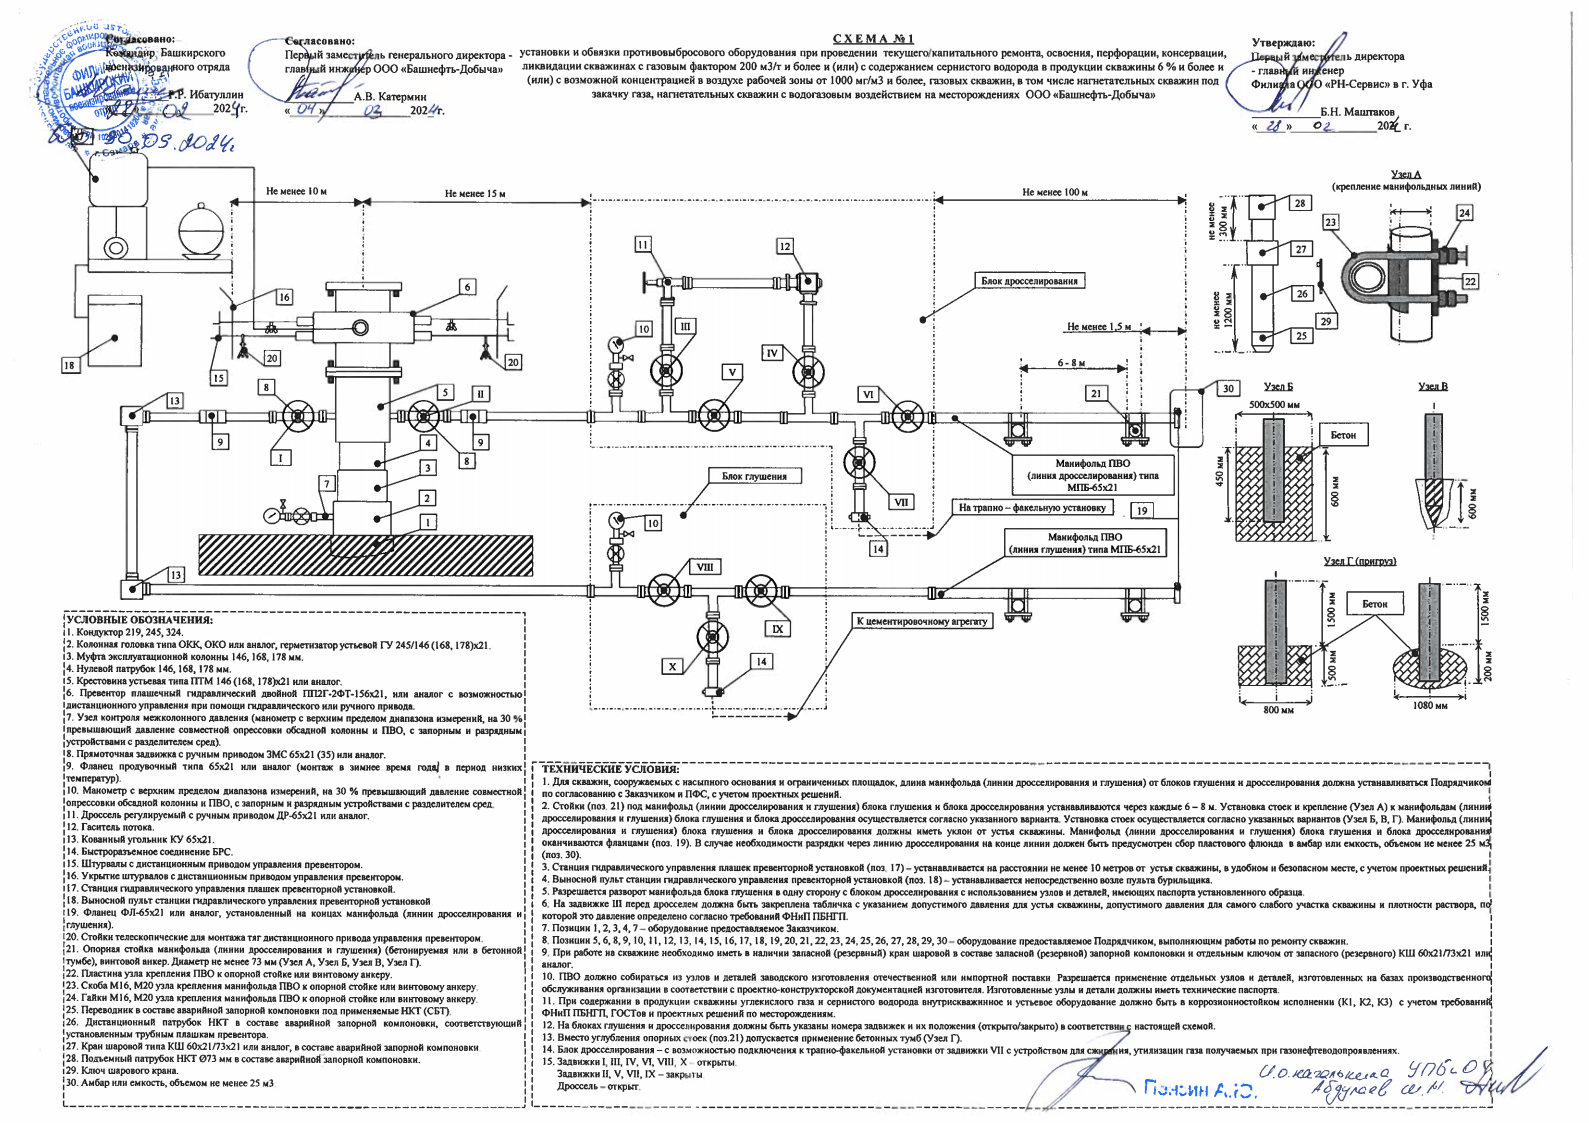 Согласовано:
Командир Башкирского
военизированного отряда
Р.Р. Ибатуллин
« 22 » 02 2024г.
30.05.2024г
Согласовано:
Первый заместитель генерального директора -
главный инженер ООО «Башнефть-Добыча»
А.В. Катермин
« 04 » 03 2024г.
СХЕМА №1
установки и обвязки противовыбросового оборудования при проведении текущего/капитального ремонта, освоения, перфорации, консервации,
ликвидации скважинах с газовым фактором 200 м3/т и более и (или) с содержанием сернистого водорода в продукции скважины 6 % и более и
(или) с возможной концентрацией в воздухе рабочей зоны от 1000 мг/м3 и более, газовых скважин, в том числе нагнетательных скважин под
закачку газа, нагнетательных скважин с водогазовым воздействием на месторождениях ООО «Башнефть-Добыча»
Утверждаю:
Первый заместитель директора
- главный инженер
Филиала ООО «РН-Сервис» в г. Уфа
Б.Н. Маштаков
« 28 » 02 2024 г.
ФИЛИАЛ
БАШКИРСКИЙ
Не менее 10 м
Не менее 15 м
Не менее 100 м
Узел А
(крепление манифольдных линий)
не менее
300 мм
не менее
1200 мм
28
27
26
25
29
23
24
22
11
12
16
6
10
III
IV
Блок дросселирования
Не менее 1,5 м
6 - 8 м
18
15
20
20
13
8
5
II
V
VI
21
30
9
I
4
9
8
3
7
2
1
Блок глушения
10
VII
14
Манифольд ПВО
(линия дросселирования) типа
МПБ-65х21
На трапно – факельную установку
19
Манифольд ПВО
(линия глушения) типа МПБ-65х21
13
VIII
IX
X
14
К цементировочному агрегату
Узел Б
500х500 мм
Бетон
450 мм
600 мм
Узел В
600 мм
Узел Г (пригруз)
Бетон
1500 мм
500 мм
800 мм
1500 мм
200 мм
1080 мм
УСЛОВНЫЕ ОБОЗНАЧЕНИЯ:
1. Кондуктор 219, 245, 324.
2. Колонная головка типа ОКК, ОКО или аналог, герметизатор устьевой ГУ 245/146 (168, 178)х21.
3. Муфта эксплуатационной колонны 146, 168, 178 мм.
4. Нулевой патрубок 146, 168, 178 мм.
5. Крестовина устьевая типа ПТМ 146 (168, 178)х21 или аналог.
6. Превентор плашечный гидравлический двойной ПП2Г-2ФТ-156х21, или аналог с возможностью
дистанционного управления при помощи гидравлического или ручного привода.
7. Узел контроля межколонного давления (манометр с верхним пределом диапазона измерений, на 30 %
превышающий давление совместной опрессовки обсадной колонны и ПВО, с запорным и разрядным
устройствами с разделителем сред).
8. Прямоточная задвижка с ручным приводом ЗМС 65х21 (35) или аналог.
9. Фланец продувочный типа 65х21 или аналог (монтаж в зимнее время года, в период низких
температур).
10. Манометр с верхним пределом диапазона измерений, на 30 % превышающий давление совместной
опрессовки обсадной колонны и ПВО, с запорным и разрядным устройствами с разделителем сред.
11. Дроссель регулируемый с ручным приводом ДР-65х21 или аналог.
12. Гаситель потока.
13. Кованный угольник КУ 65х21.
14. Быстроразъемное соединение БРС.
15. Штурвалы с дистанционным приводом управления превентором.
16. Укрытие штурвалов с дистанционным приводом управления превентором.
17. Станция гидравлического управления плашек превенторной установкой.
18. Выносной пульт станции гидравлического управления превенторной установкой
19. Фланец ФЛ-65х21 или аналог, установленный на концах манифольда (линии дросселирования и
глушения).
20. Стойки телескопические для монтажа тяг дистанционного привода управления превентором.
21. Опорная стойка манифольда (линии дросселирования и глушения) (бетонируемая или в бетонной
тумбе), винтовой анкер. Диаметр не менее 73 мм (Узел А, Узел Б, Узел В, Узел Г).
22. Пластина узла крепления ПВО к опорной стойке или винтовому анкеру.
23. Скоба М16, М20 узла крепления манифольда ПВО к опорной стойке или винтовому анкеру.
24. Гайки М16, М20 узла крепления манифольда ПВО к опорной стойке или винтовому анкеру.
25. Переводник в составе аварийной запорной компоновки под применяемые НКТ (СБТ).
26. Дистанционный патрубок НКТ в составе аварийной запорной компоновки, соответствующий
установленным трубным плашкам превентора.
27. Кран шаровой типа КШ 60х21/73х21 или аналог, в составе аварийной запорной компоновки
28. Подъемный патрубок НКТ Ø73 мм в составе аварийной запорной компоновки.
29. Ключ шарового крана.
30. Амбар или емкость, объемом не менее 25 м3
ТЕХНИЧЕСКИЕ УСЛОВИЯ:
1. Для скважин, сооружаемых с насыпного основания и ограниченных площадок, длина манифольда (линии дросселирования и глушения) от блоков глушения и дросселирования должна устанавливаться Подрядчиком
по согласованию с Заказчиком и ПФС, с учетом проектных решений.
2. Стойки (поз. 21) под манифольд (линии дросселирования и глушения) блока глушения и блока дросселирования устанавливаются через каждые 6 – 8 м. Установка стоек и крепление (Узел А) к манифольдам (линии
дросселирования и глушения) блока глушения и блока дросселирования осуществляется согласно указанного варианта. Установка стоек осуществляется согласно указанных вариантов (Узел Б, В, Г). Манифольд (линии
дросселирования и глушения) блока глушения и блока дросселирования должны иметь уклон от устья скважины. Манифольд (линии дросселирования и глушения) блока глушения и блока дросселирования
оканчиваются фланцами (поз. 19). В случае необходимости разрядки через линию дросселирования на конце линии должен быть предусмотрен сбор пластового флюида в амбар или емкость, объемом не менее 25 м3
(поз. 30).
3. Станция гидравлического управления плашек превенторной установкой (поз. 17) – устанавливается на расстоянии не менее 10 метров от устья скважины, в удобном и безопасном месте, с учетом проектных решений.
4. Выносной пульт станции гидравлического управления превенторной установкой (поз. 18) – устанавливается непосредственно возле пульта бурильщика.
5. Разрешается разворот манифольда блока глушения в одну сторону с блоком дросселирования с использованием узлов и деталей, имеющих паспорта установленного образца.
6. На задвижке III перед дросселем должна быть закреплена табличка с указанием допустимого давления для устья скважины, допустимого давления для самого слабого участка скважины и плотности раствора, по
которой это давление определено согласно требований ФНиП ПБНГП.
7. Позиции 1, 2, 3, 4, 7 – оборудование предоставляемое Заказчиком.
8. Позиции 5, 6, 8, 9, 10, 11, 12, 13, 14, 15, 16, 17, 18, 19, 20, 21, 22, 23, 24, 25, 26, 27, 28, 29, 30 – оборудование предоставляемое Подрядчиком, выполняющим работы по ремонту скважин.
9. При работе на скважине необходимо иметь в наличии запасной (резервный) кран шаровой в составе запасной (резервной) запорной компоновки и отдельным ключом от запасного (резервного) КШ 60х21/73х21 или
аналог.
10. ПВО должно собираться из узлов и деталей заводского изготовления отечественной или импортной поставки. Разрешается применение отдельных узлов и деталей, изготовленных на базах производственного
обслуживания организации в соответствии с проектно-конструкторской документацией изготовителя. Изготовленные узлы и детали должны иметь технические паспорта.
11. При содержании в продукции скважины углекислого газа и сернистого водорода внутрискважинное и устьевое оборудование должно быть в коррозионностойком исполнении (К1, К2, К3) с учетом требований
ФНиП ПБНГП, ГОСТов и проектных решений по месторождениям.
12. На блоках глушения и дросселирования должны быть указаны номера задвижек и их положения (открыто/закрыто) в соответствии с настоящей схемой.
13. Вместо углубления опорных стоек (поз.21) допускается применение бетонных тумб (Узел Г).
14. Блок дросселирования – с возможностью подключения к трапно-факельной установки от задвижки VII с устройством для сжигания, утилизации газа получаемых при газонефтеводопроявлениях.
15. Задвижки I, III, IV, VI, VIII, X – открыты.
Задвижки II, V, VII, IX – закрыты
Дроссель – открыт.
Панзин А.Ю.
И.о. начальника УПБ и ОТ
Абдуллаев Ш.М.